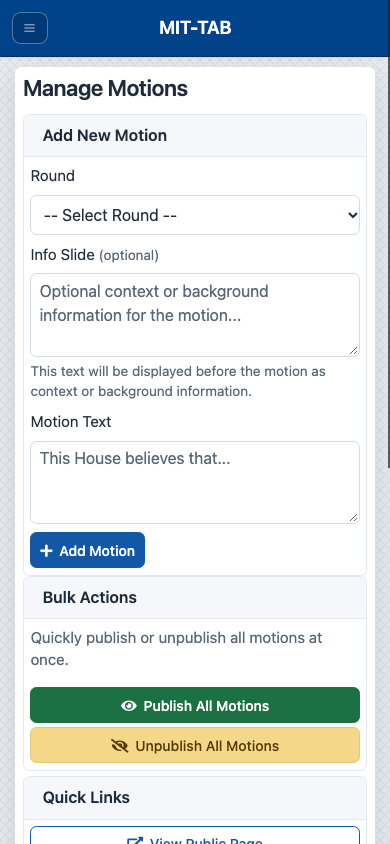 MIT-TAB
Manage Motions
Add New Motion
Round
-- Select Round --
Info Slide (optional)
Optional context or background
information for the motion...
This text will be displayed before the motion as
context or background information.
Motion Text
This House believes that...
Add Motion
Bulk Actions
Quickly publish or unpublish all motions at
once.
Publish All Motions
Unpublish All Motions
Quick Links
View Public Page